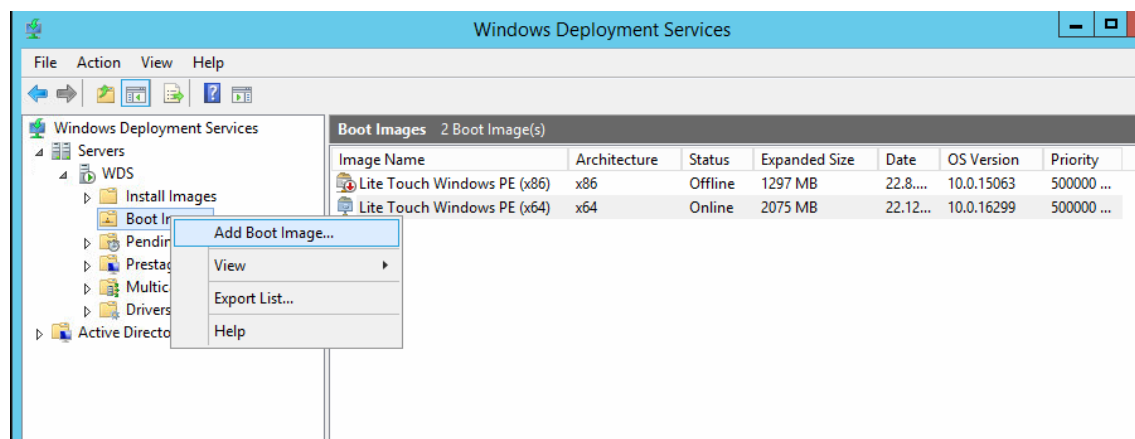 Windows Deployment Services
File Action View Help
Windows Deployment Services
Servers
WDS
Install Images
Boot
Active
Add Boot Image...
View
Export List...
Help
Boot Images 2 Boot Image(s)
Image Name Architecture Status Expanded Size Date OS Version Priority
Lite Touch Windows PE (x86) x86 Offline 1297 MB 22.8.... 10.0.15063 500000 ...
Lite Touch Windows PE (x64) x64 Online 2075 MB 22.12... 10.0.16299 500000 ...
Pendin
Prestag
Multic
Drivers
Directo